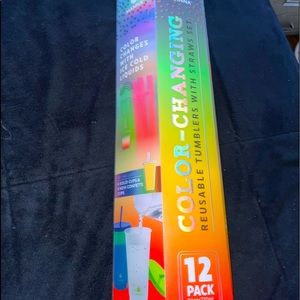 COLOR
CHANGES
WITH
ICE COLD
LIQUIDS
COLOR-CHANGING
REUSABLE TUMBLERS WITH STRAWS SET
12
PACK